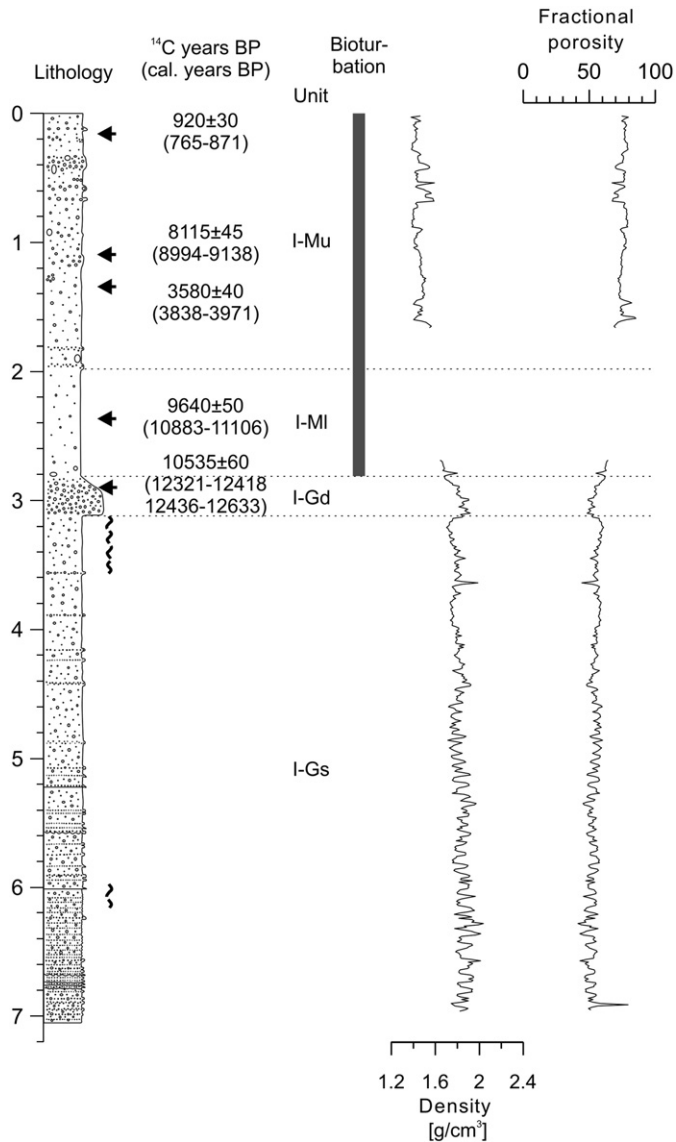 Fractional
porosity
0 50 100
Lithology
¹⁴C years BP
(cal. years BP)
Biotur-
bation
Unit
0
920±30
(765-871)
1
8115±45
(8994-9138)
I-Mu
3580±40
(3838-3971)
2
9640±50
(10883-11106)
I-Ml
10535±60
(12321-12418
12436-12633)
I-Gd
3
4
5
I-Gs
6
7
1.2 1.6 2 2.4
Density
[g/cm³]